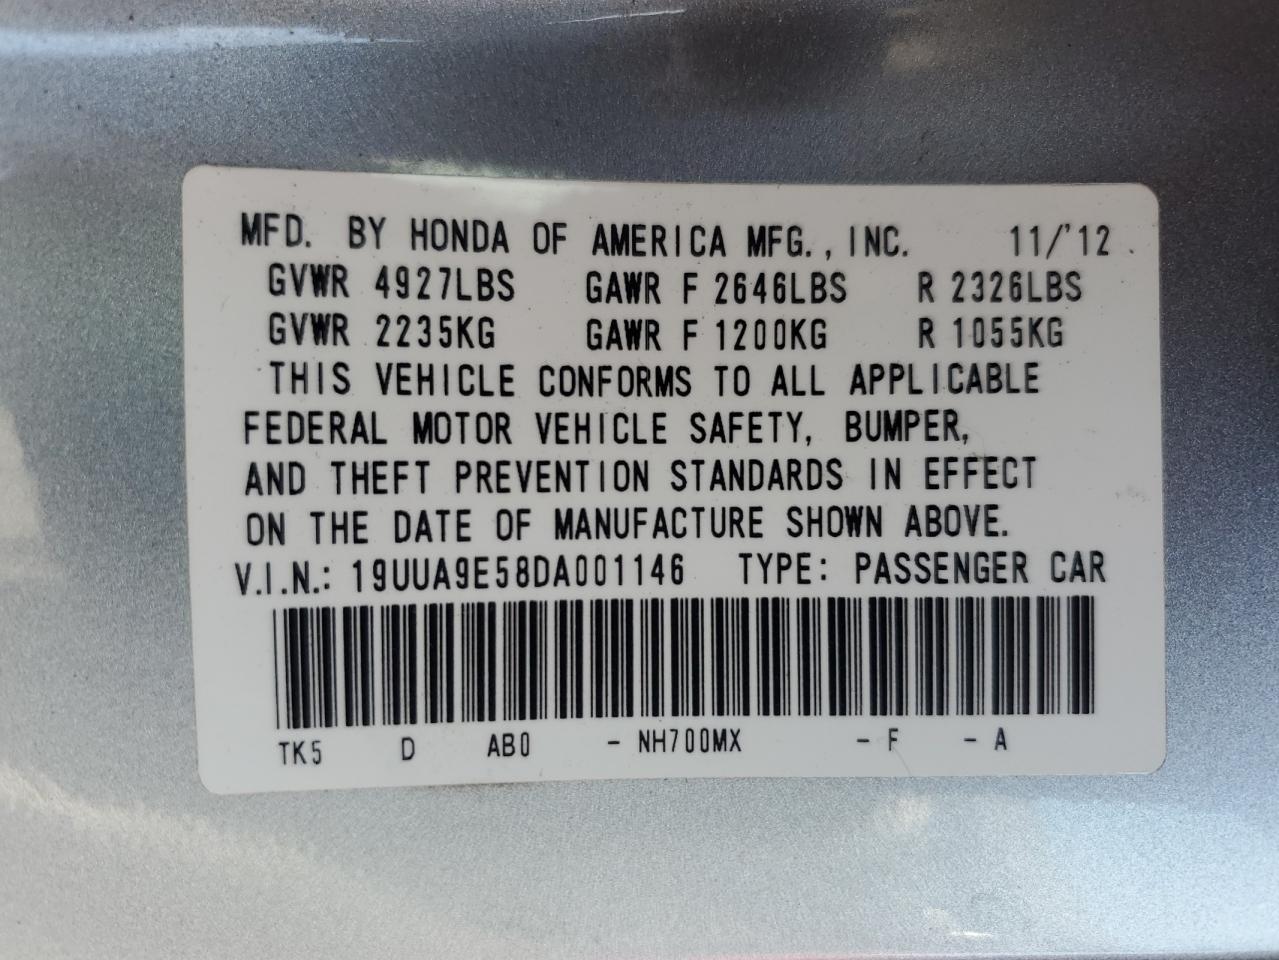 MFD. BY HONDA OF AMERICA MFG., INC. 11/'12
GVWR 4927LBS GAWR F 2646LBS R 2326LBS
GVWR 2235KG GAWR F 1200KG R 1055KG
THIS VEHICLE CONFORMS TO ALL APPLICABLE
FEDERAL MOTOR VEHICLE SAFETY, BUMPER,
AND THEFT PREVENTION STANDARDS IN EFFECT
ON THE DATE OF MANUFACTURE SHOWN ABOVE.
V.I.N.: 19UUA9E58DA001146 TYPE: PASSENGER CAR
TK5 D AB0 - NH700MX - F - A